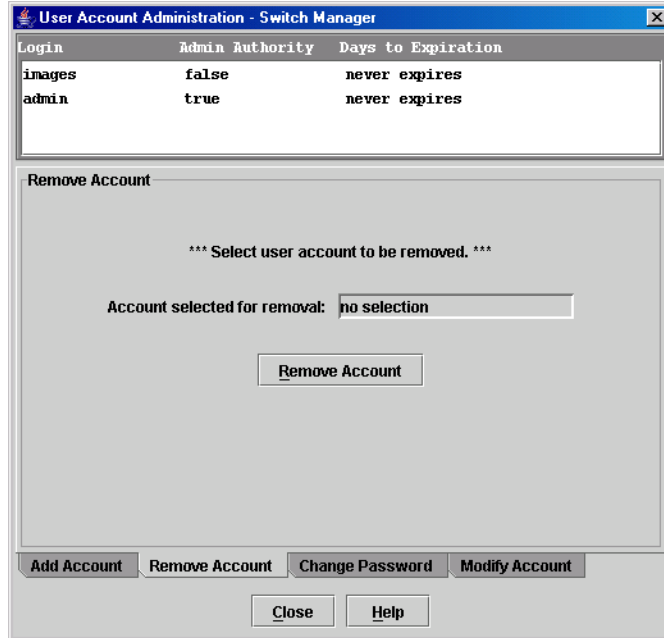 User Account Administration - Switch Manager
Login Admin Authority Days to Expiration
images false never expires
admin true never expires
Remove Account
*** Select user account to be removed. ***
Account selected for removal: no selection
Remove Account
Add Account Remove Account Change Password Modify Account
Close Help